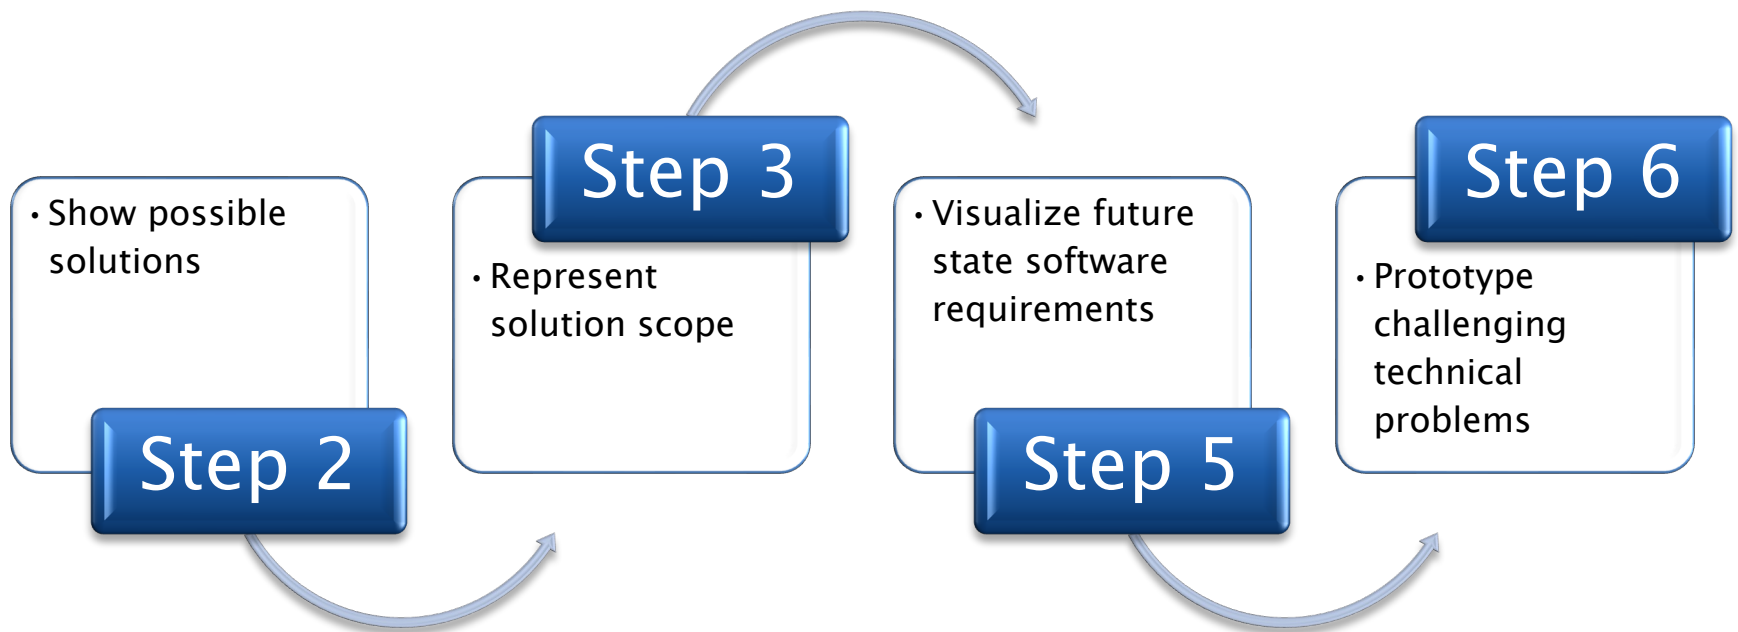 • Show possible
solutions
Step 2
Step 3
• Represent
solution scope
• Visualize future
state software
requirements
Step 5
Step 6
• Prototype
challenging
technical
problems